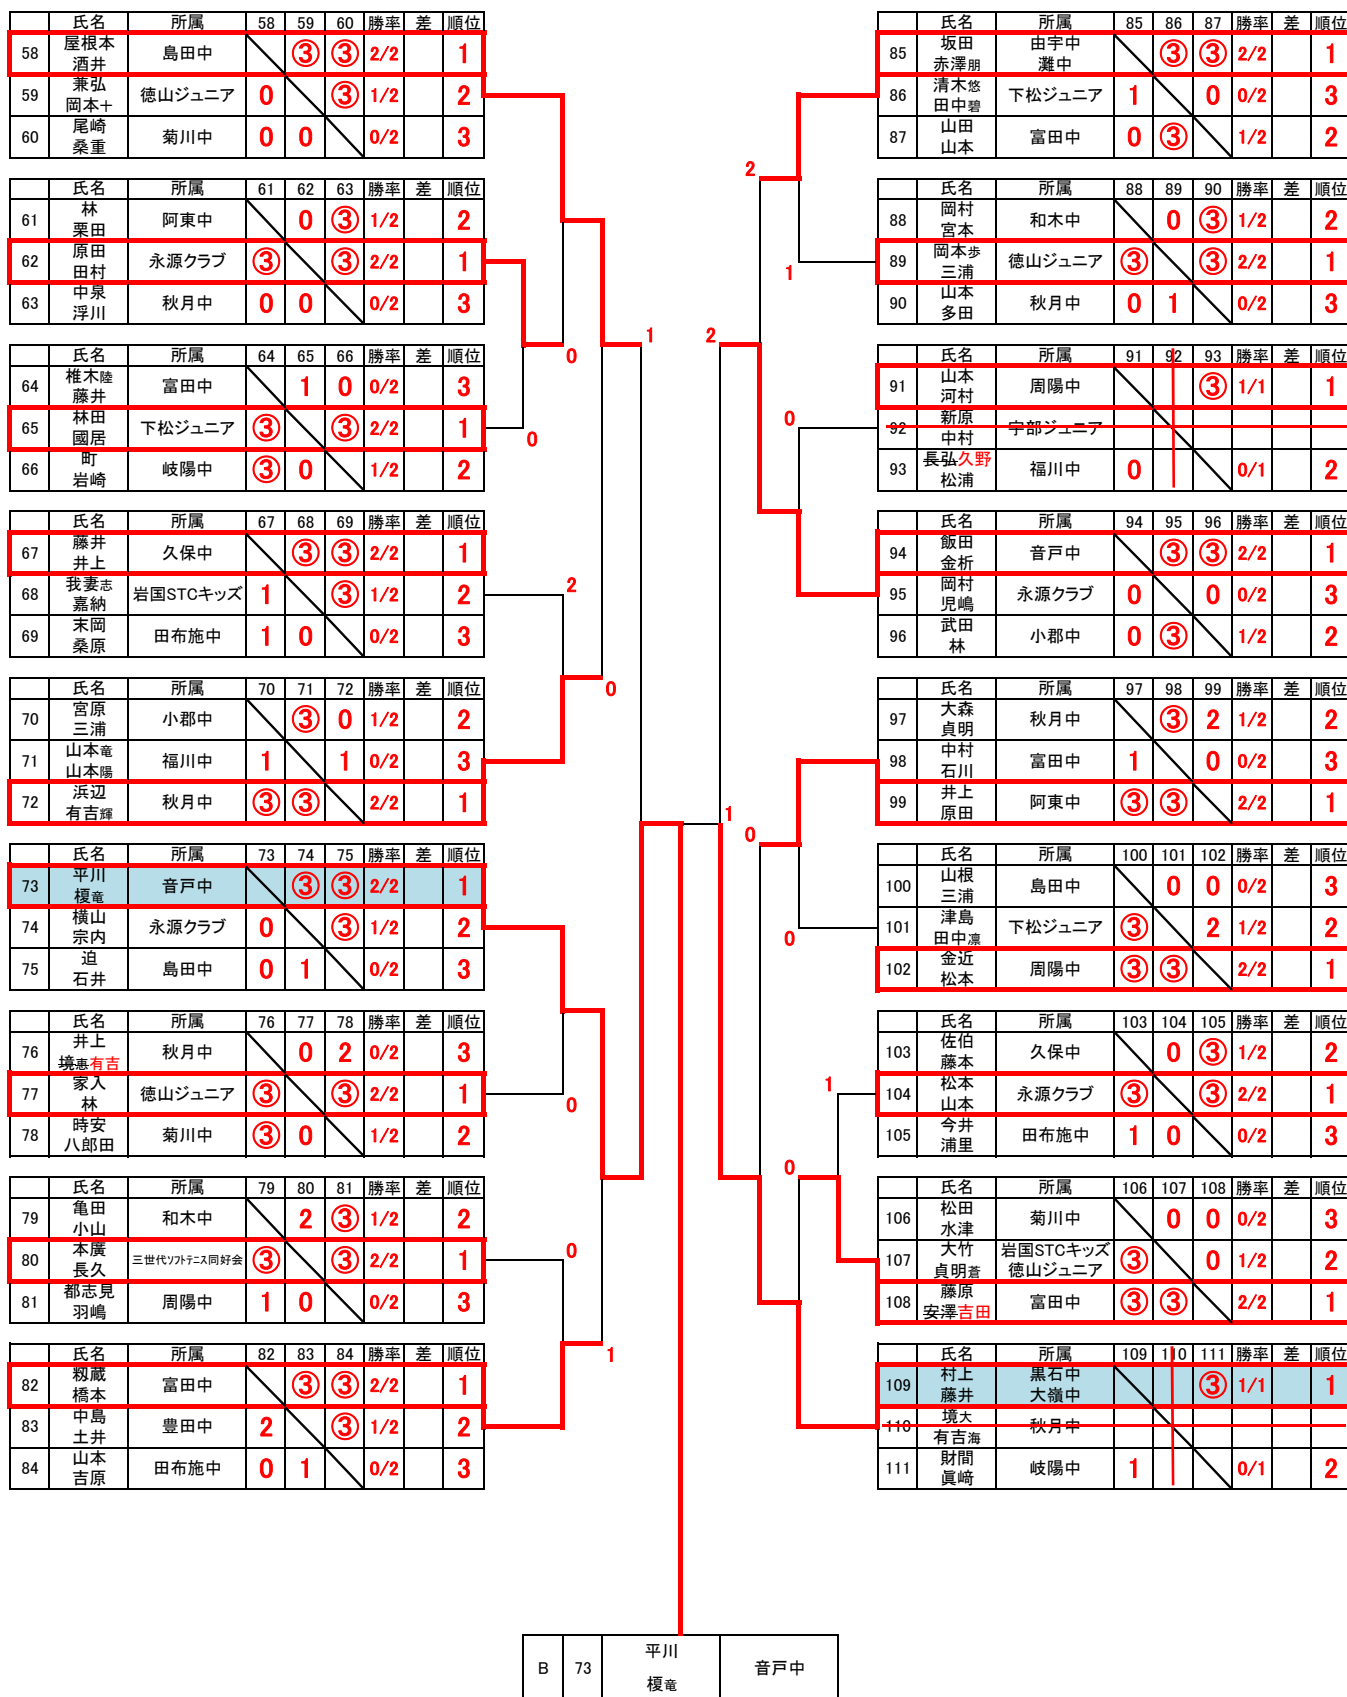 氏名 所属 58 59 60 勝率 差 順位
58 屋根本 酒井 島田中 ③ ③ 2/2 1
59 兼弘 岡本十 徳山ジュニア 0 ③ 1/2 2
60 尾崎 桑重 菊川中 0 0 0/2 3
氏名 所属 61 62 63 勝率 差 順位
61 林 栗田 阿東中 0 ③ 1/2 2
62 原田 田村 永源クラブ ③ ③ 2/2 1
63 中泉 浮川 秋月中 0 0 0/2 3
氏名 所属 64 65 66 勝率 差 順位
64 椎木陸 藤井 富田中 1 0 0/2 3
65 林田 國居 下松ジュニア ③ ③ 2/2 1
66 町 岩崎 岐陽中 ③ 0 1/2 2
氏名 所属 67 68 69 勝率 差 順位
67 藤井 井上 久保中 ③ ③ 2/2 1
68 我妻志 嘉納 岩国STCキッズ 1 ③ 1/2 2
69 末岡 桑原 田布施中 1 0 0/2 3
氏名 所属 70 71 72 勝率 差 順位
70 宮原 三浦 小郡中 ③ 0 1/2 2
71 山本竜 山本陽 福川中 1 1 0/2 3
72 浜辺 有吉輝 秋月中 ③ ③ 2/2 1
氏名 所属 73 74 75 勝率 差 順位
73 平川 榎竜 音戸中 ③ ③ 2/2 1
74 横山 宗内 永源クラブ 0 ③ 1/2 2
75 迫 石井 島田中 0 1 0/2 3
氏名 所属 76 77 78 勝率 差 順位
76 井上 境惠有吉 秋月中 0 2 0/2 3
77 家入 林 徳山ジュニア ③ ③ 2/2 1
78 時安 八郎田 菊川中 ③ 0 1/2 2
氏名 所属 79 80 81 勝率 差 順位
79 亀田 小山 和木中 2 ③ 1/2 2
80 本廣 長久 三世代ソフトテニス同好会 ③ ③ 2/2 1
81 都志見 羽嶋 周陽中 1 0 0/2 3
氏名 所属 82 83 84 勝率 差 順位
82 籾蔵 橋本 富田中 ③ ③ 2/2 1
83 中島 土井 豊田中 2 ③ 1/2 2
84 山本 吉原 田布施中 0 1 0/2 3
0
0
2
0
0
0
1
1
1
2
1
2
0
0
0
1
0
氏名 所属 85 86 87 勝率 差 順位
85 坂田 赤澤朋 由宇中 灘中 ③ ③ 2/2 1
86 清木悠 田中碧 下松ジュニア 1 0 0/2 3
87 山田 山本 富田中 0 ③ 1/2 2
氏名 所属 88 89 90 勝率 差 順位
88 岡村 宮本 和木中 0 ③ 1/2 2
89 岡本歩 三浦 徳山ジュニア ③ ③ 2/2 1
90 山本 多田 秋月中 0 1 0/2 3
氏名 所属 91 92 93 勝率 差 順位
91 山本 河村 周陽中 ③ 1/1 1
92 新原 中村 宇部ジュニア
93 長弘久野 松浦 福川中 0 0/1 2
氏名 所属 94 95 96 勝率 差 順位
94 飯田 金析 音戸中 ③ ③ 2/2 1
95 岡村 児嶋 永源クラブ 0 0 0/2 3
96 武田 林 小郡中 0 ③ 1/2 2
氏名 所属 97 98 99 勝率 差 順位
97 大森 貞明 秋月中 ③ 2 1/2 2
98 中村 石川 富田中 1 0 0/2 3
99 井上 原田 阿東中 ③ ③ 2/2 1
氏名 所属 100 101 102 勝率 差 順位
100 山根 三浦 島田中 0 0 0/2 3
101 津島 田中凛 下松ジュニア ③ 2 1/2 2
102 金近 松本 周陽中 ③ ③ 2/2 1
氏名 所属 103 104 105 勝率 差 順位
103 佐伯 藤本 久保中 0 ③ 1/2 2
104 松本 山本 永源クラブ ③ ③ 2/2 1
105 今井 浦里 田布施中 1 0 0/2 3
氏名 所属 106 107 108 勝率 差 順位
106 松田 水津 菊川中 0 0 0/2 3
107 大竹 貞明蒼 岩国STCキッズ 徳山ジュニア ③ 0 1/2 2
108 藤原 安澤吉田 富田中 ③ ③ 2/2 1
氏名 所属 109 110 111 勝率 差 順位
109 村上 藤井 黒石中 大嶺中 ③ 1/1 1
110 境大 有吉海 秋月中
111 財間 眞﨑 岐陽中 1 0/1 2
B 73 平川 榎竜 音戸中